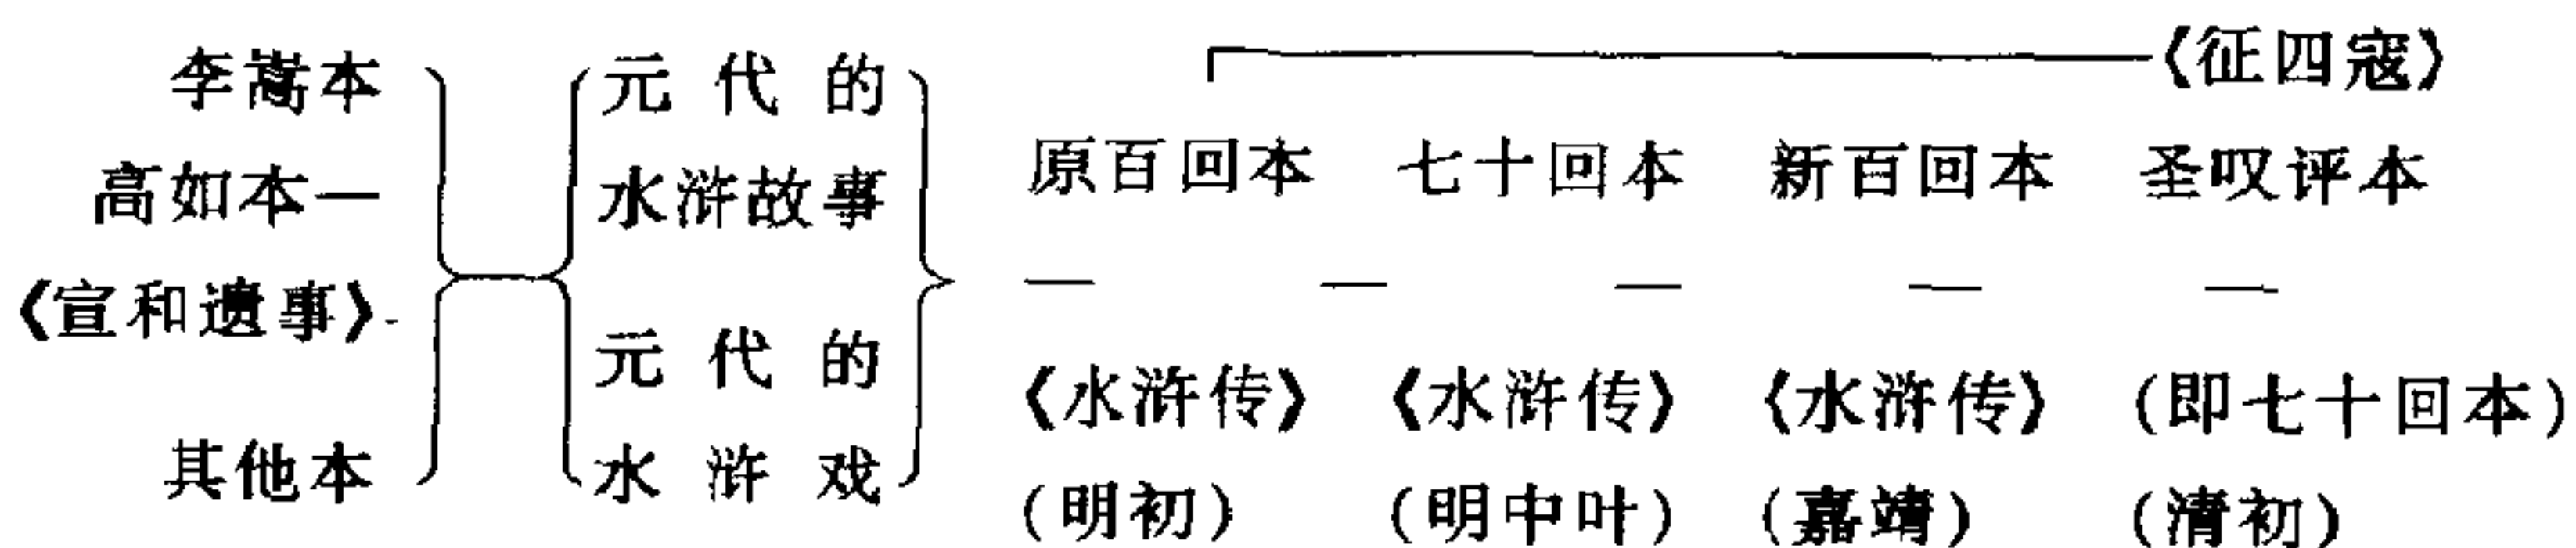 李嵩本
高如本—
《宣和遗事》
其他本
元代的
水浒故事
元代的
水浒戏
《征四寇》
原百回本 七十回本 新百回本 圣叹评本
— — — — —
《水浒传》 《水浒传》 《水浒传》 (即七十回本)
(明初) (明中叶) (嘉靖) (清初)